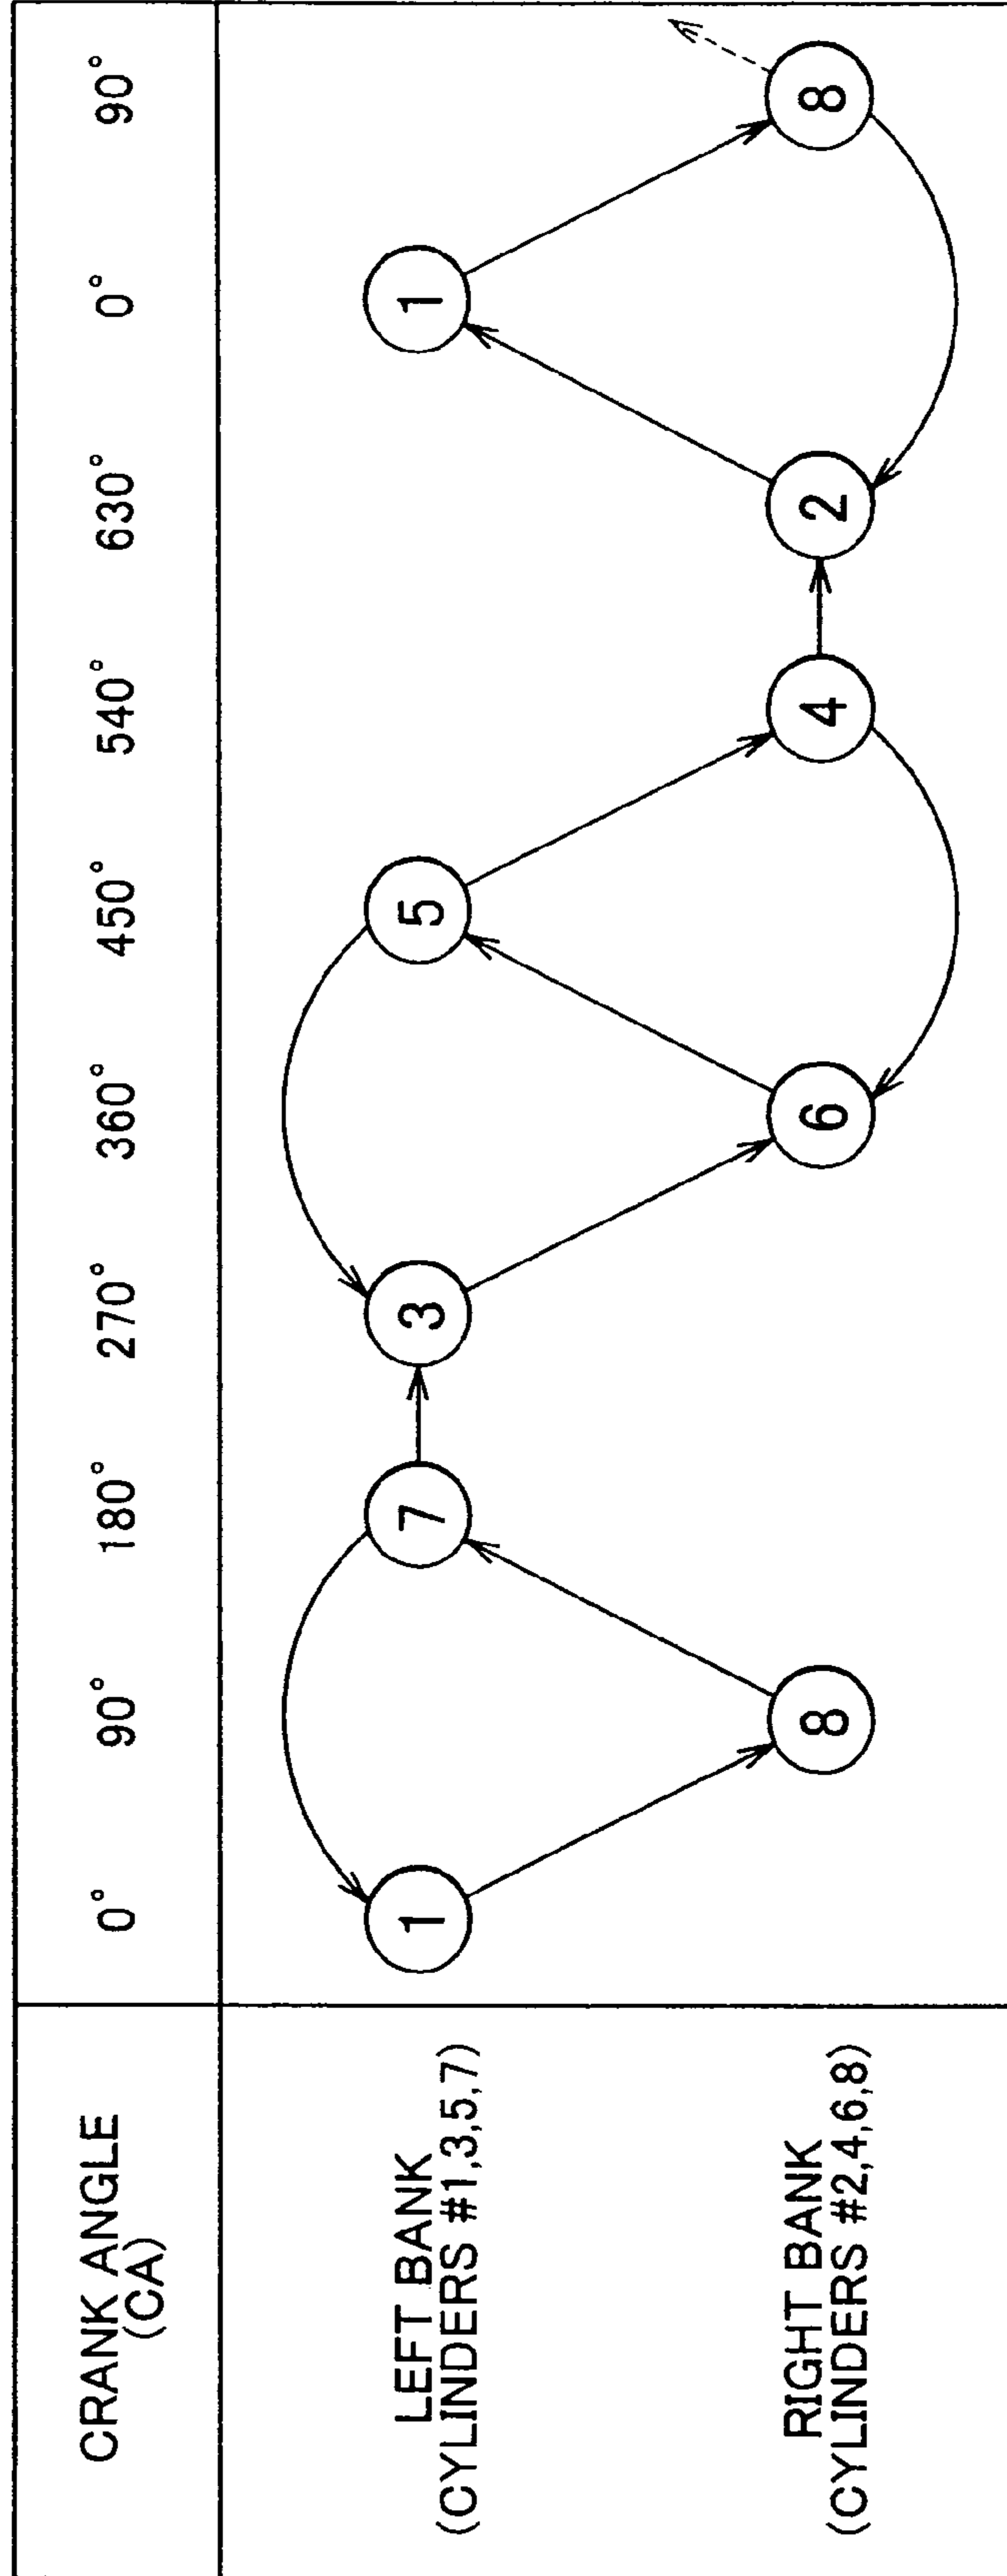 CRANK ANGLE
(CA)
0° 90° 180° 270° 360° 450° 540° 630° 0° 90°
LEFT BANK
(CYLINDERS #1,3,5,7)
1 7 3 5 1
RIGHT BANK
(CYLINDERS #2,4,6,8)
8 6 4 2 8